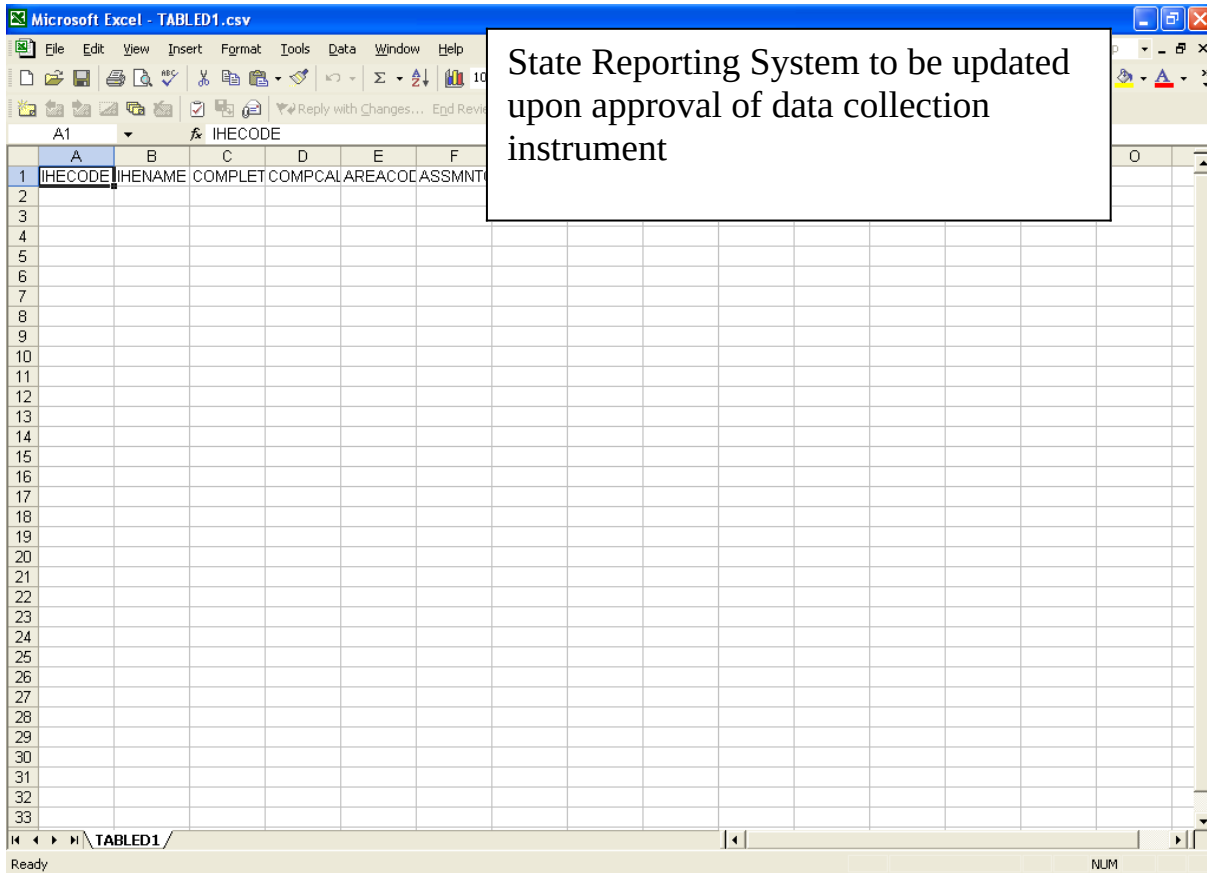 Microsoft Excel - TABLED1.csv
File Edit View Insert Format Tools Data Window Help
Reply with Changes... End Revie
A1 fx IHECODE
A B C D E F O
1 IHECODE IHENAME COMPLET COMPCAL AREACOD ASSMNT
2
3
4
5
6
7
8
9
10
11
12
13
14
15
16
17
18
19
20
21
22
23
24
25
26
27
28
29
30
31
32
33
TABLED1
Ready NUM
State Reporting System to be updated
upon approval of data collection
instrument